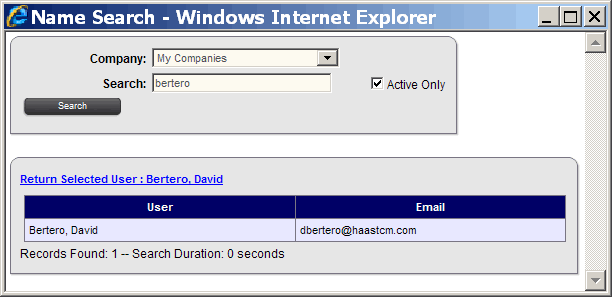 Name Search - Windows Internet Explorer
Company: My Companies
Search: bertero Active Only
Search
Return Selected User : Bertero, David
User Email
Bertero, David dbertero@haastcm.com
Records Found: 1 -- Search Duration: 0 seconds